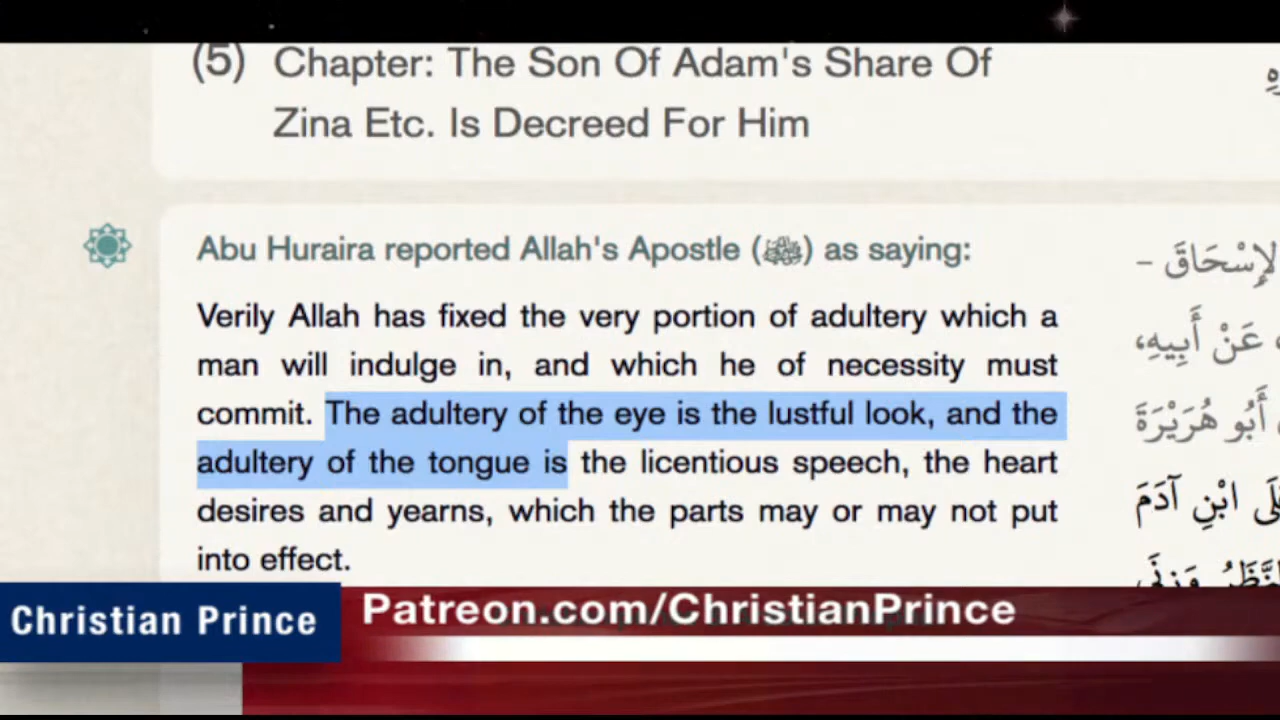 (5) Chapter: The Son Of Adam's Share Of
Zina Etc. Is Decreed For Him
Abu Huraira reported Allah's Apostle (ﷺ) as saying:
Verily Allah has fixed the very portion of adultery which a
man will indulge in, and which he of necessity must
commit. The adultery of the eye is the lustful look, and the
adultery of the tongue is the licentious speech, the heart
desires and yearns, which the parts may or may not put
into effect.
لإِسْحَاقَ –
عَنْ أَبِيهِ،
أَبُو هُرَيْرَةَ
ابْنِ آدَمَ
Christian Prince
Patreon.com/ChristianPrince